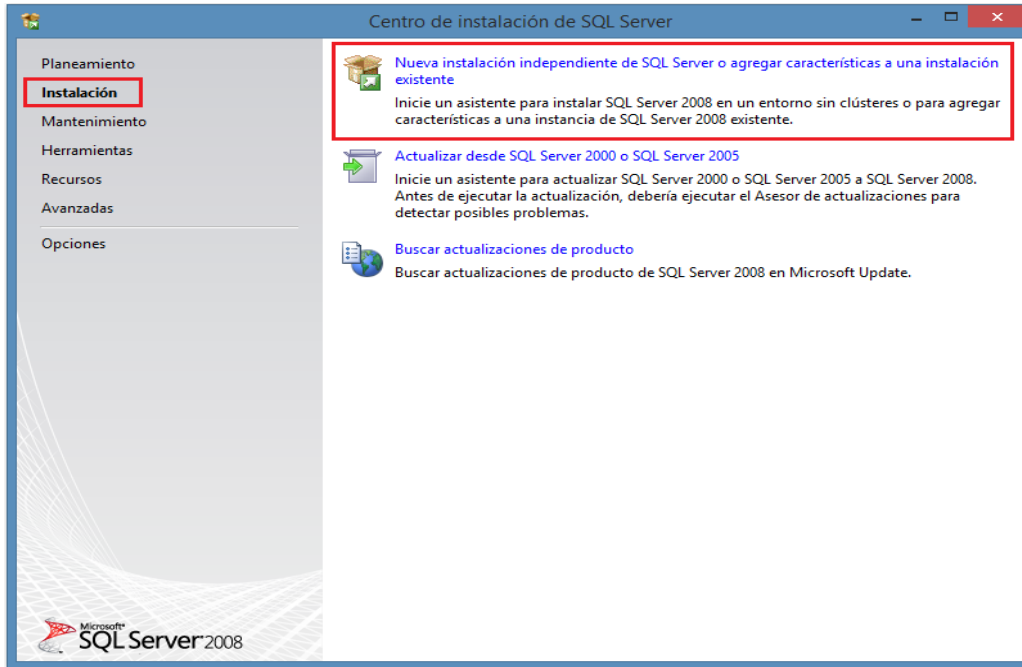 Centro de instalación de SQL Server
Planeamiento
Instalación
Mantenimiento
Herramientas
Recursos
Avanzadas
Opciones
Nueva instalación independiente de SQL Server o agregar características a una instalación
existente
Inicie un asistente para instalar SQL Server 2008 en un entorno sin clústeres o para agregar
características a una instancia de SQL Server 2008 existente.
Actualizar desde SQL Server 2000 o SQL Server 2005
Inicie un asistente para actualizar SQL Server 2000 o SQL Server 2005 a SQL Server 2008.
Antes de ejecutar la actualización, debería ejecutar el Asesor de actualizaciones para
detectar posibles problemas.
Buscar actualizaciones de producto
Buscar actualizaciones de producto de SQL Server 2008 en Microsoft Update.
Microsoft®
SQL Server 2008